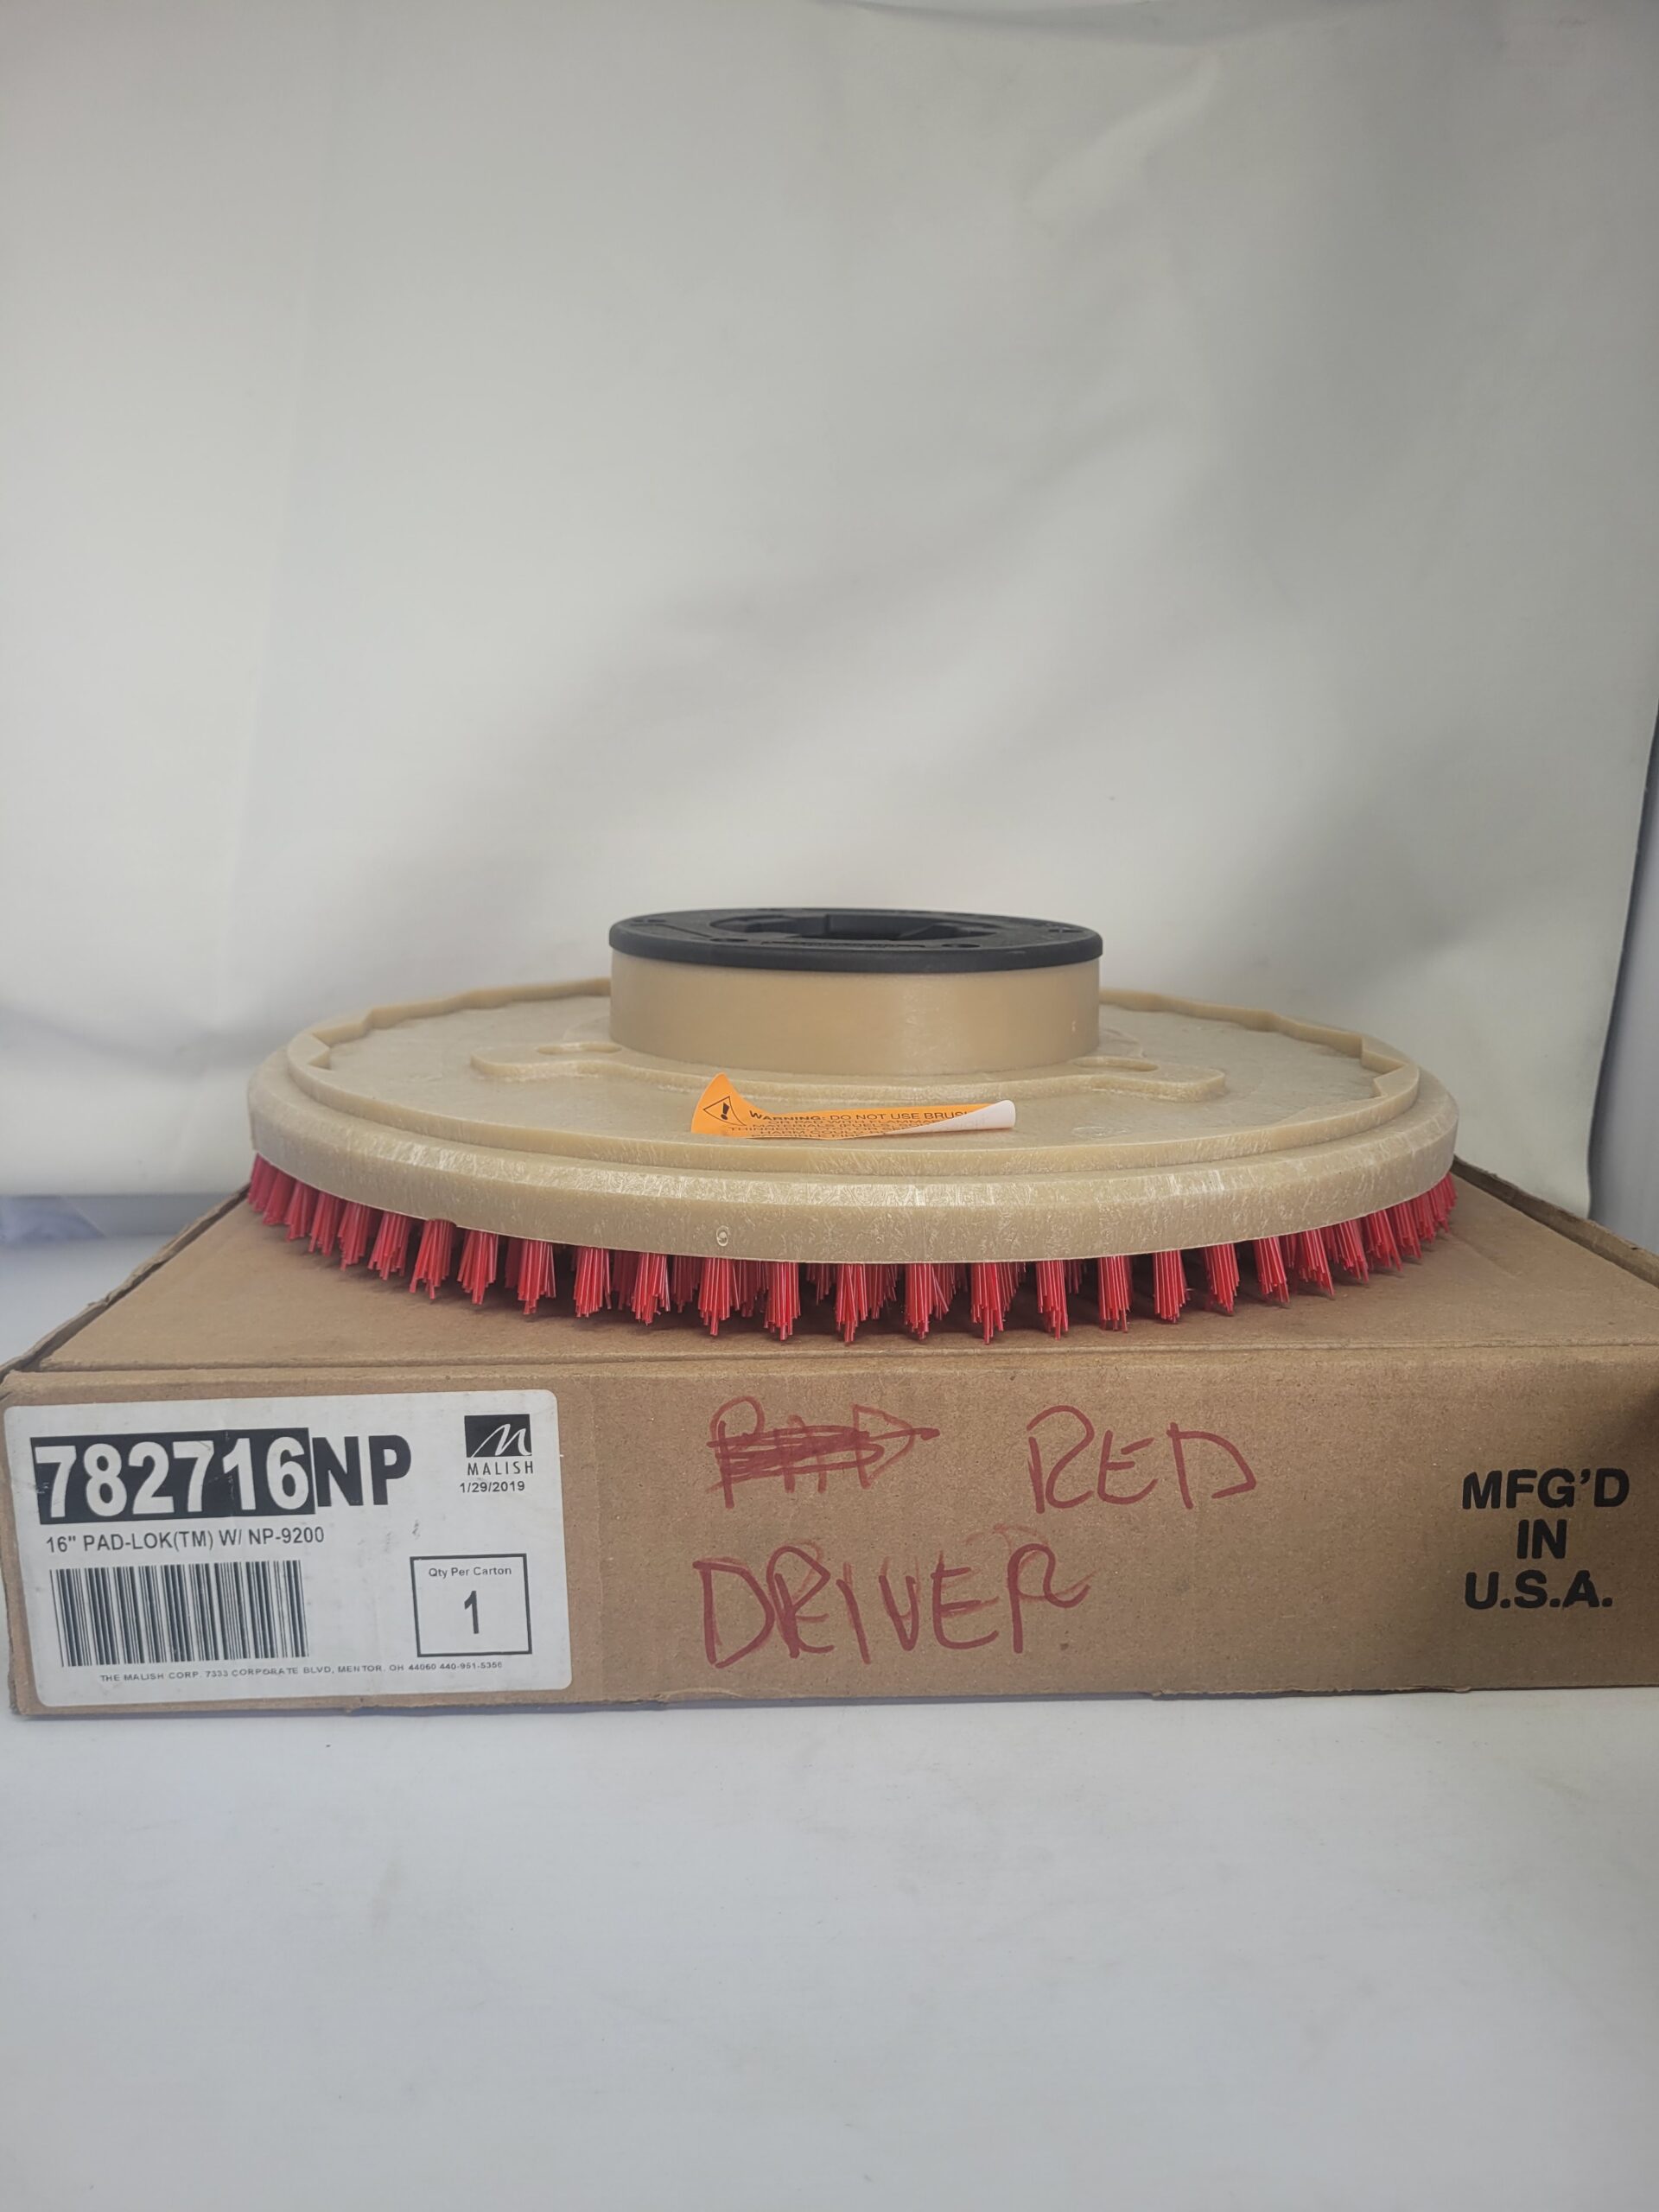 WARNING: DO NOT USE BRUSH
782716NP
MALISH
1/29/2019
16" PAD-LOK(TM) W/ NP-9200
Qty Per Carton
1
THE MALISH CORP. 7333 CORPORATE BLVD, MENTOR, OH 44060 440-951-5356
PAD RED
DRIVER
MFG'D
IN
U.S.A.